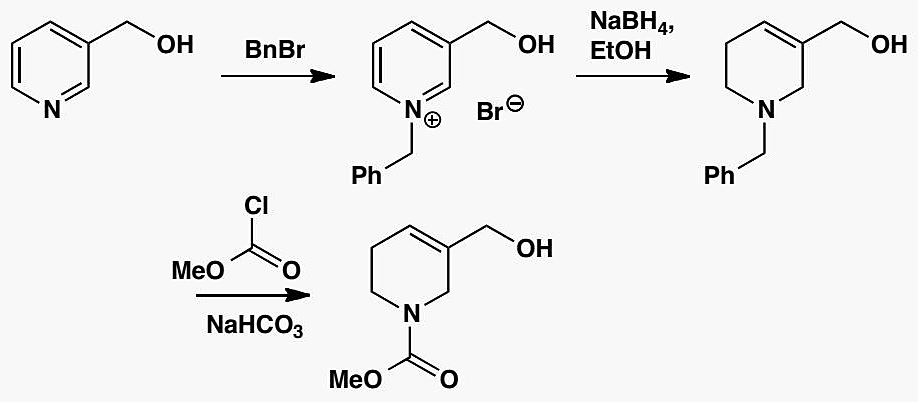 OH
N
BnBr
OH
N
⊕
Br⊖
Ph
NaBH₄,
EtOH
OH
N
Ph
Cl
MeO
O
NaHCO₃
OH
N
MeO
O